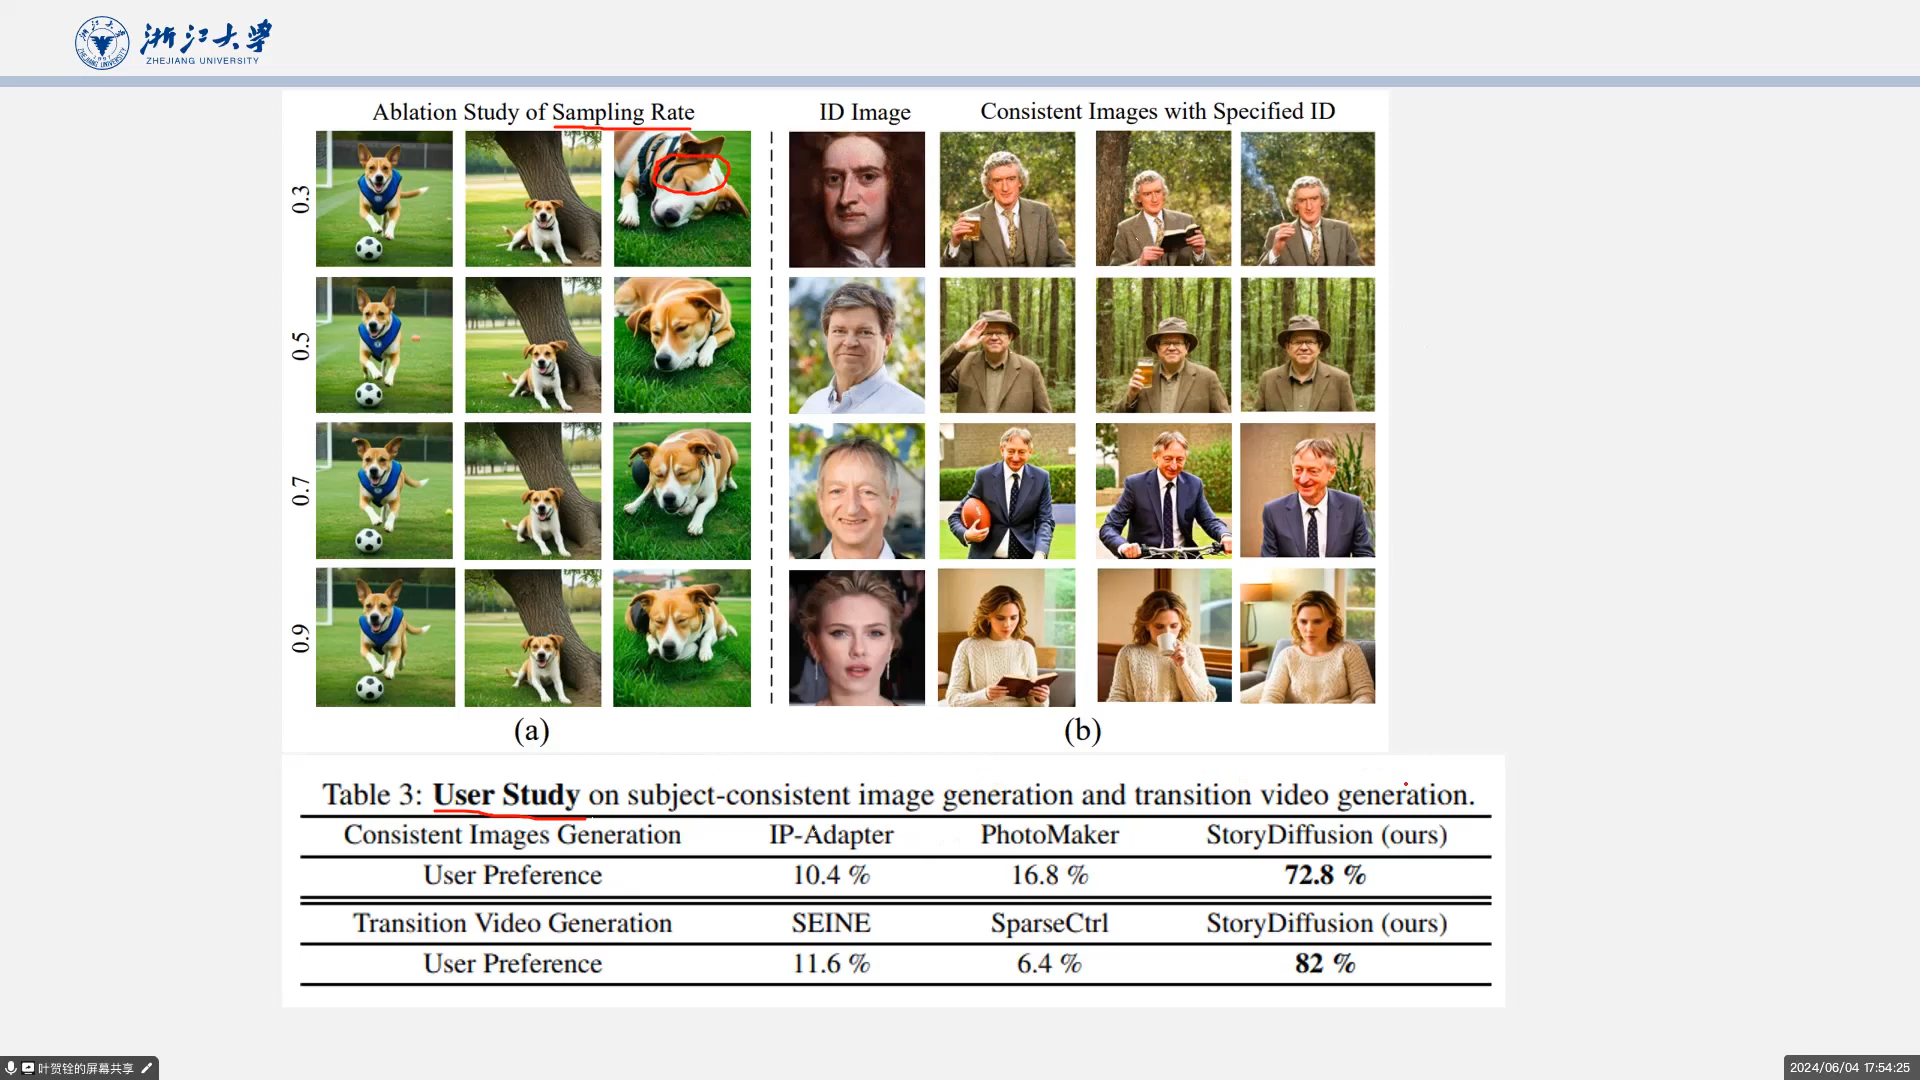 浙江大学
ZHEJIANG UNIVERSITY
Ablation Study of Sampling Rate
ID Image
Consistent Images with Specified ID
0.3
0.5
0.7
0.9
(a)
(b)
Table 3: User Study on subject-consistent image generation and transition video generation.
Consistent Images Generation IP-Adapter PhotoMaker StoryDiffusion (ours)
User Preference 10.4 % 16.8 % 72.8 %
Transition Video Generation SEINE SparseCtrl StoryDiffusion (ours)
User Preference 11.6 % 6.4 % 82 %
叶贺铨的屏幕共享
2024/06/04 17:54:25